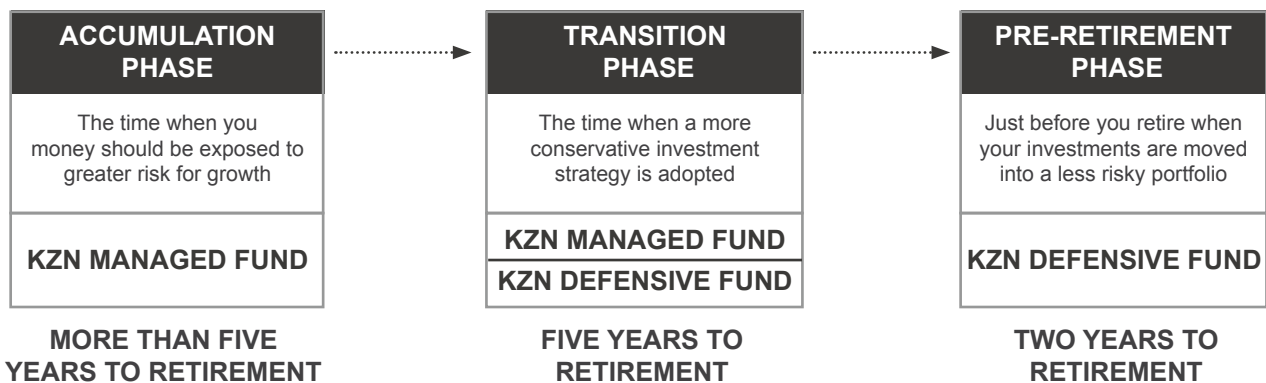 ACCUMULATION
PHASE
The time when you
money should be exposed to
greater risk for growth
KZN MANAGED FUND
MORE THAN FIVE
YEARS TO RETIREMENT
TRANSITION
PHASE
The time when a more
conservative investment
strategy is adopted
KZN MANAGED FUND
KZN DEFENSIVE FUND
FIVE YEARS TO
RETIREMENT
PRE-RETIREMENT
PHASE
Just before you retire when
your investments are moved
into a less risky portfolio
KZN DEFENSIVE FUND
TWO YEARS TO
RETIREMENT